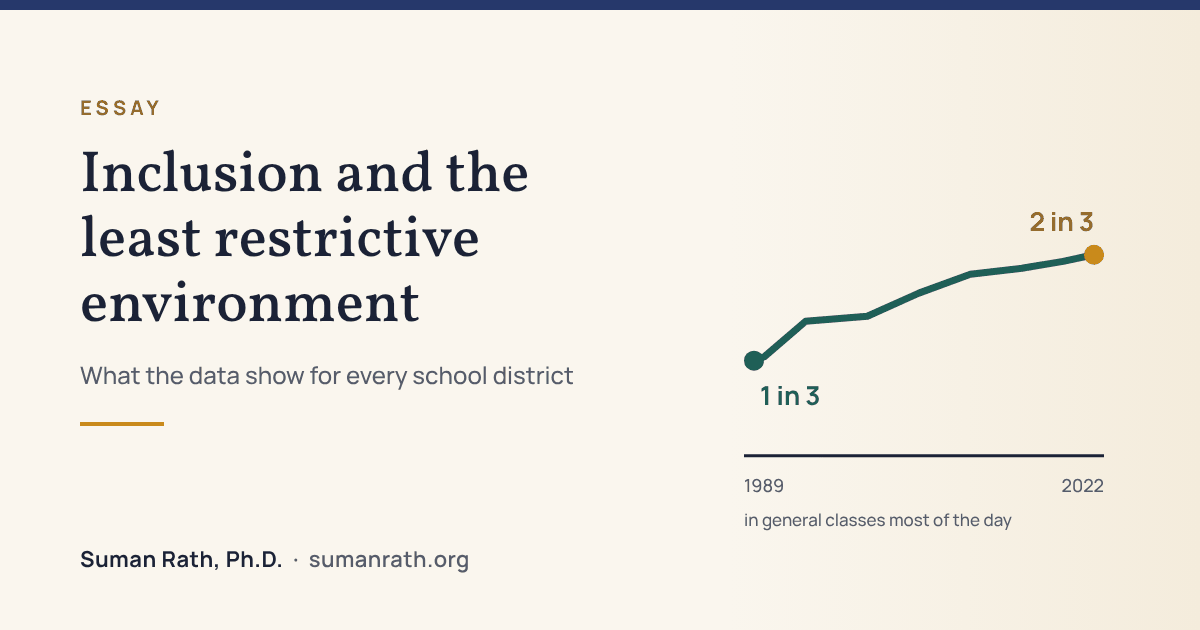 ESSAY
Inclusion and the
least restrictive
environment
What the data show for every school district
2 in 3
1 in 3
1989 2022
in general classes most of the day
Suman Rath, Ph.D. · sumanrath.org